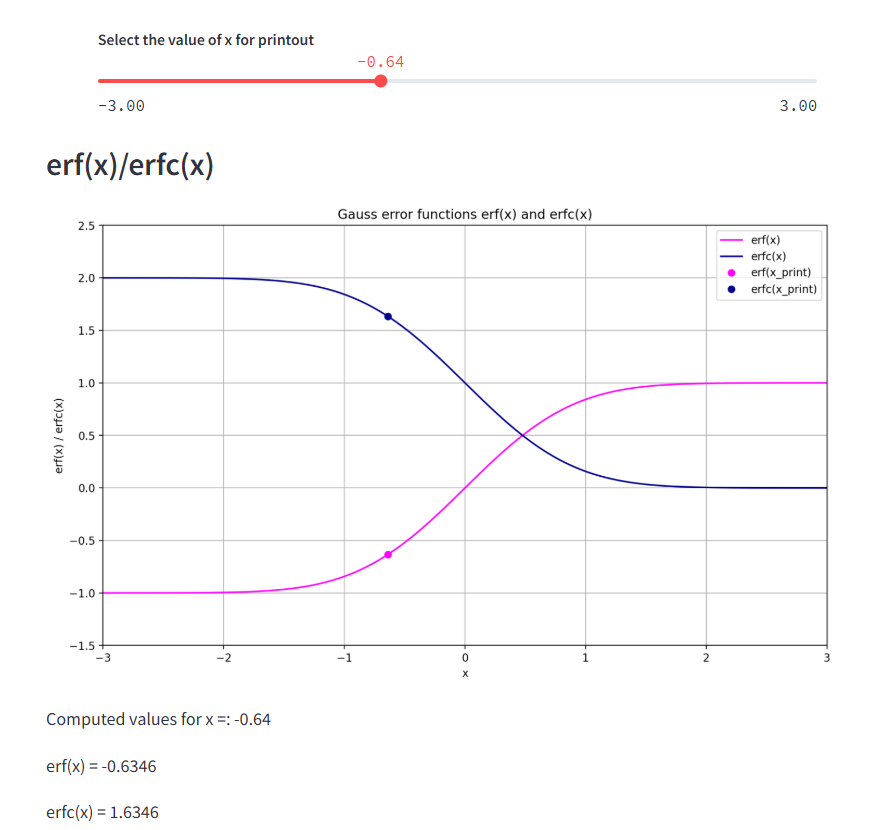 Select the value of x for printout
-0.64
-3.00 3.00
erf(x)/erfc(x)
Gauss error functions erf(x) and erfc(x)
2.5
2.0
1.5
1.0
0.5
0.0
−0.5
−1.0
−1.5
erf(x) / erfc(x)
erf(x)
erfc(x)
erf(x_print)
erfc(x_print)
−3 −2 −1 0 1 2 3
x
Computed values for x =: -0.64
erf(x) = -0.6346
erfc(x) = 1.6346